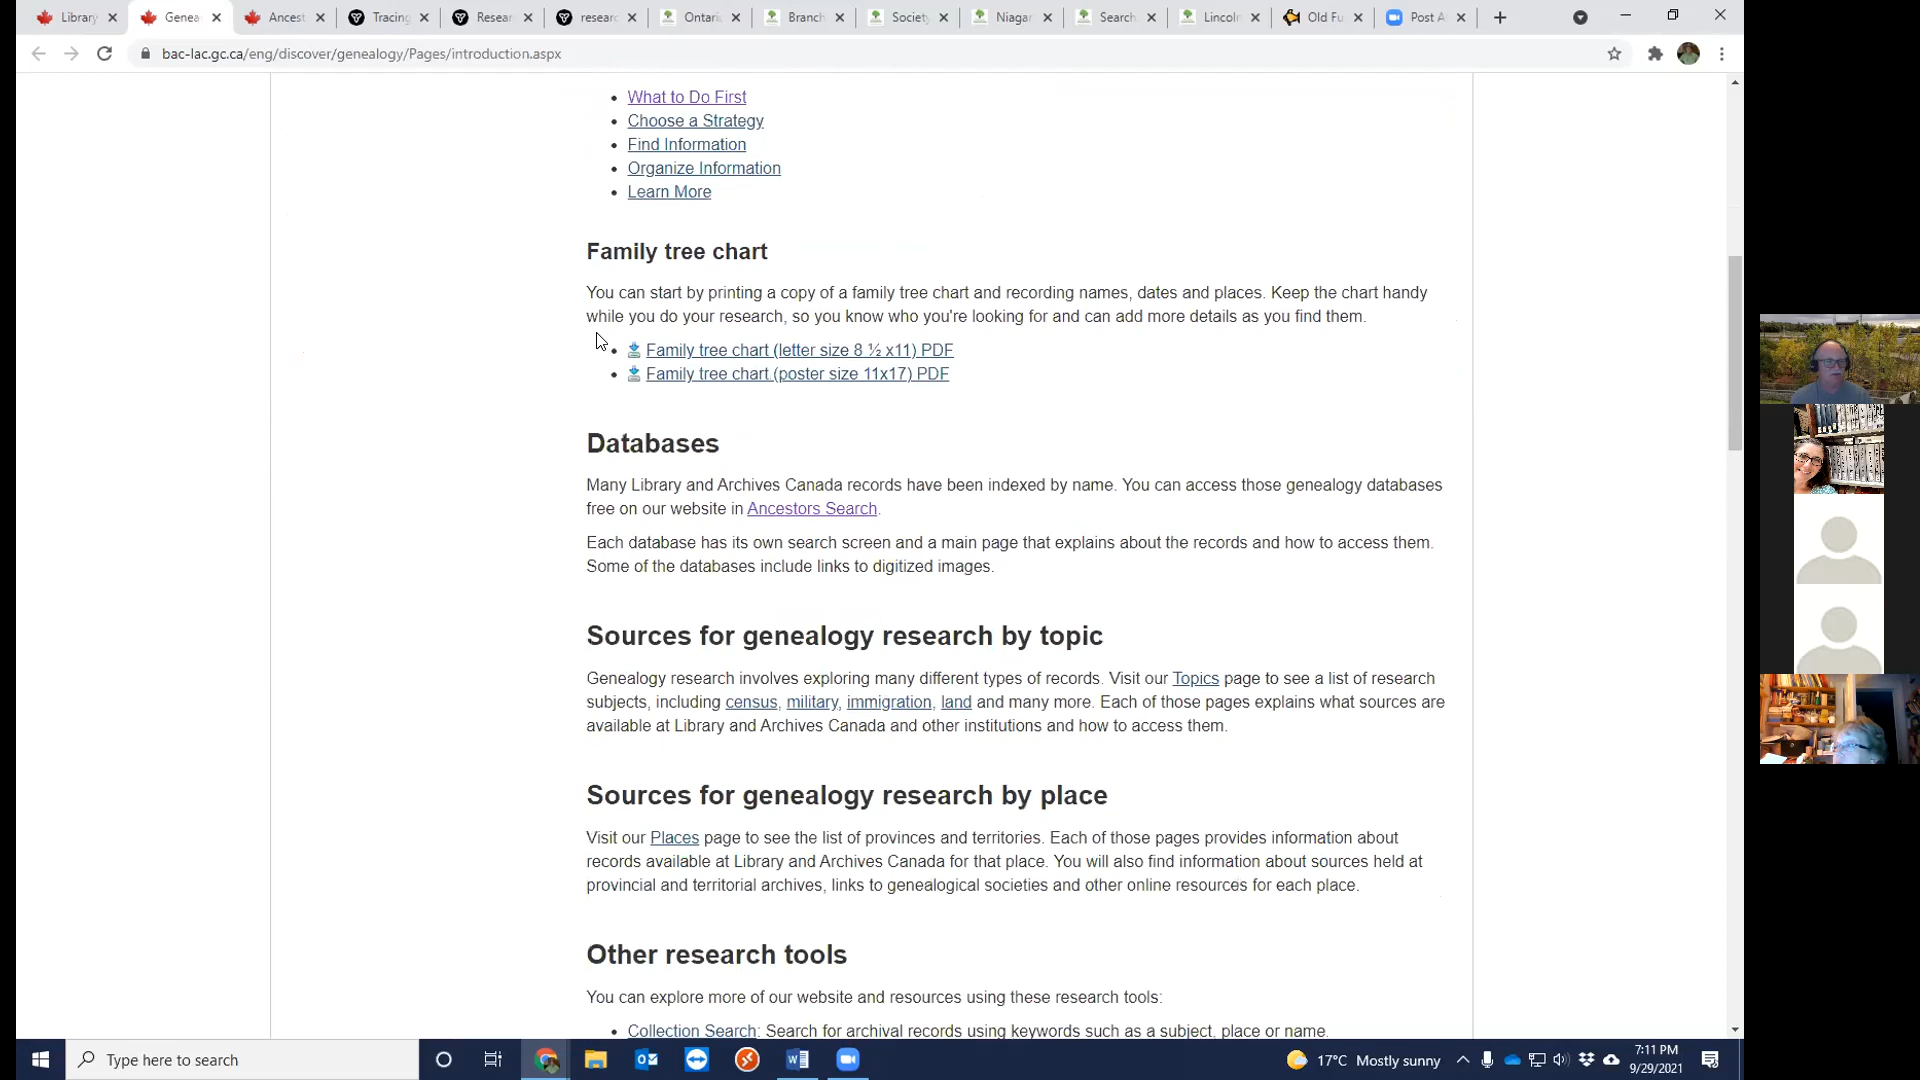 Library
Genea
Ancest
Tracing
Resear
researc
Ontari
Branch
Society
Niagar
Search
Lincoln
Old Fu
Post A
bac-lac.gc.ca/eng/discover/genealogy/Pages/introduction.aspx
What to Do First
Choose a Strategy
Find Information
Organize Information
Learn More
Family tree chart
You can start by printing a copy of a family tree chart and recording names, dates and places. Keep the chart handy
while you do your research, so you know who you're looking for and can add more details as you find them.
Family tree chart (letter size 8 ½ x11) PDF
Family tree chart (poster size 11x17) PDF
Databases
Many Library and Archives Canada records have been indexed by name. You can access those genealogy databases
free on our website in Ancestors Search.
Each database has its own search screen and a main page that explains about the records and how to access them.
Some of the databases include links to digitized images.
Sources for genealogy research by topic
Genealogy research involves exploring many different types of records. Visit our Topics page to see a list of research
subjects, including census, military, immigration, land and many more. Each of those pages explains what sources are
available at Library and Archives Canada and other institutions and how to access them.
Sources for genealogy research by place
Visit our Places page to see the list of provinces and territories. Each of those pages provides information about
records available at Library and Archives Canada for that place. You will also find information about sources held at
provincial and territorial archives, links to genealogical societies and other online resources for each place.
Other research tools
You can explore more of our website and resources using these research tools:
Collection Search: Search for archival records using keywords such as a subject, place or name.
Type here to search
17°C Mostly sunny
7:11 PM
9/29/2021